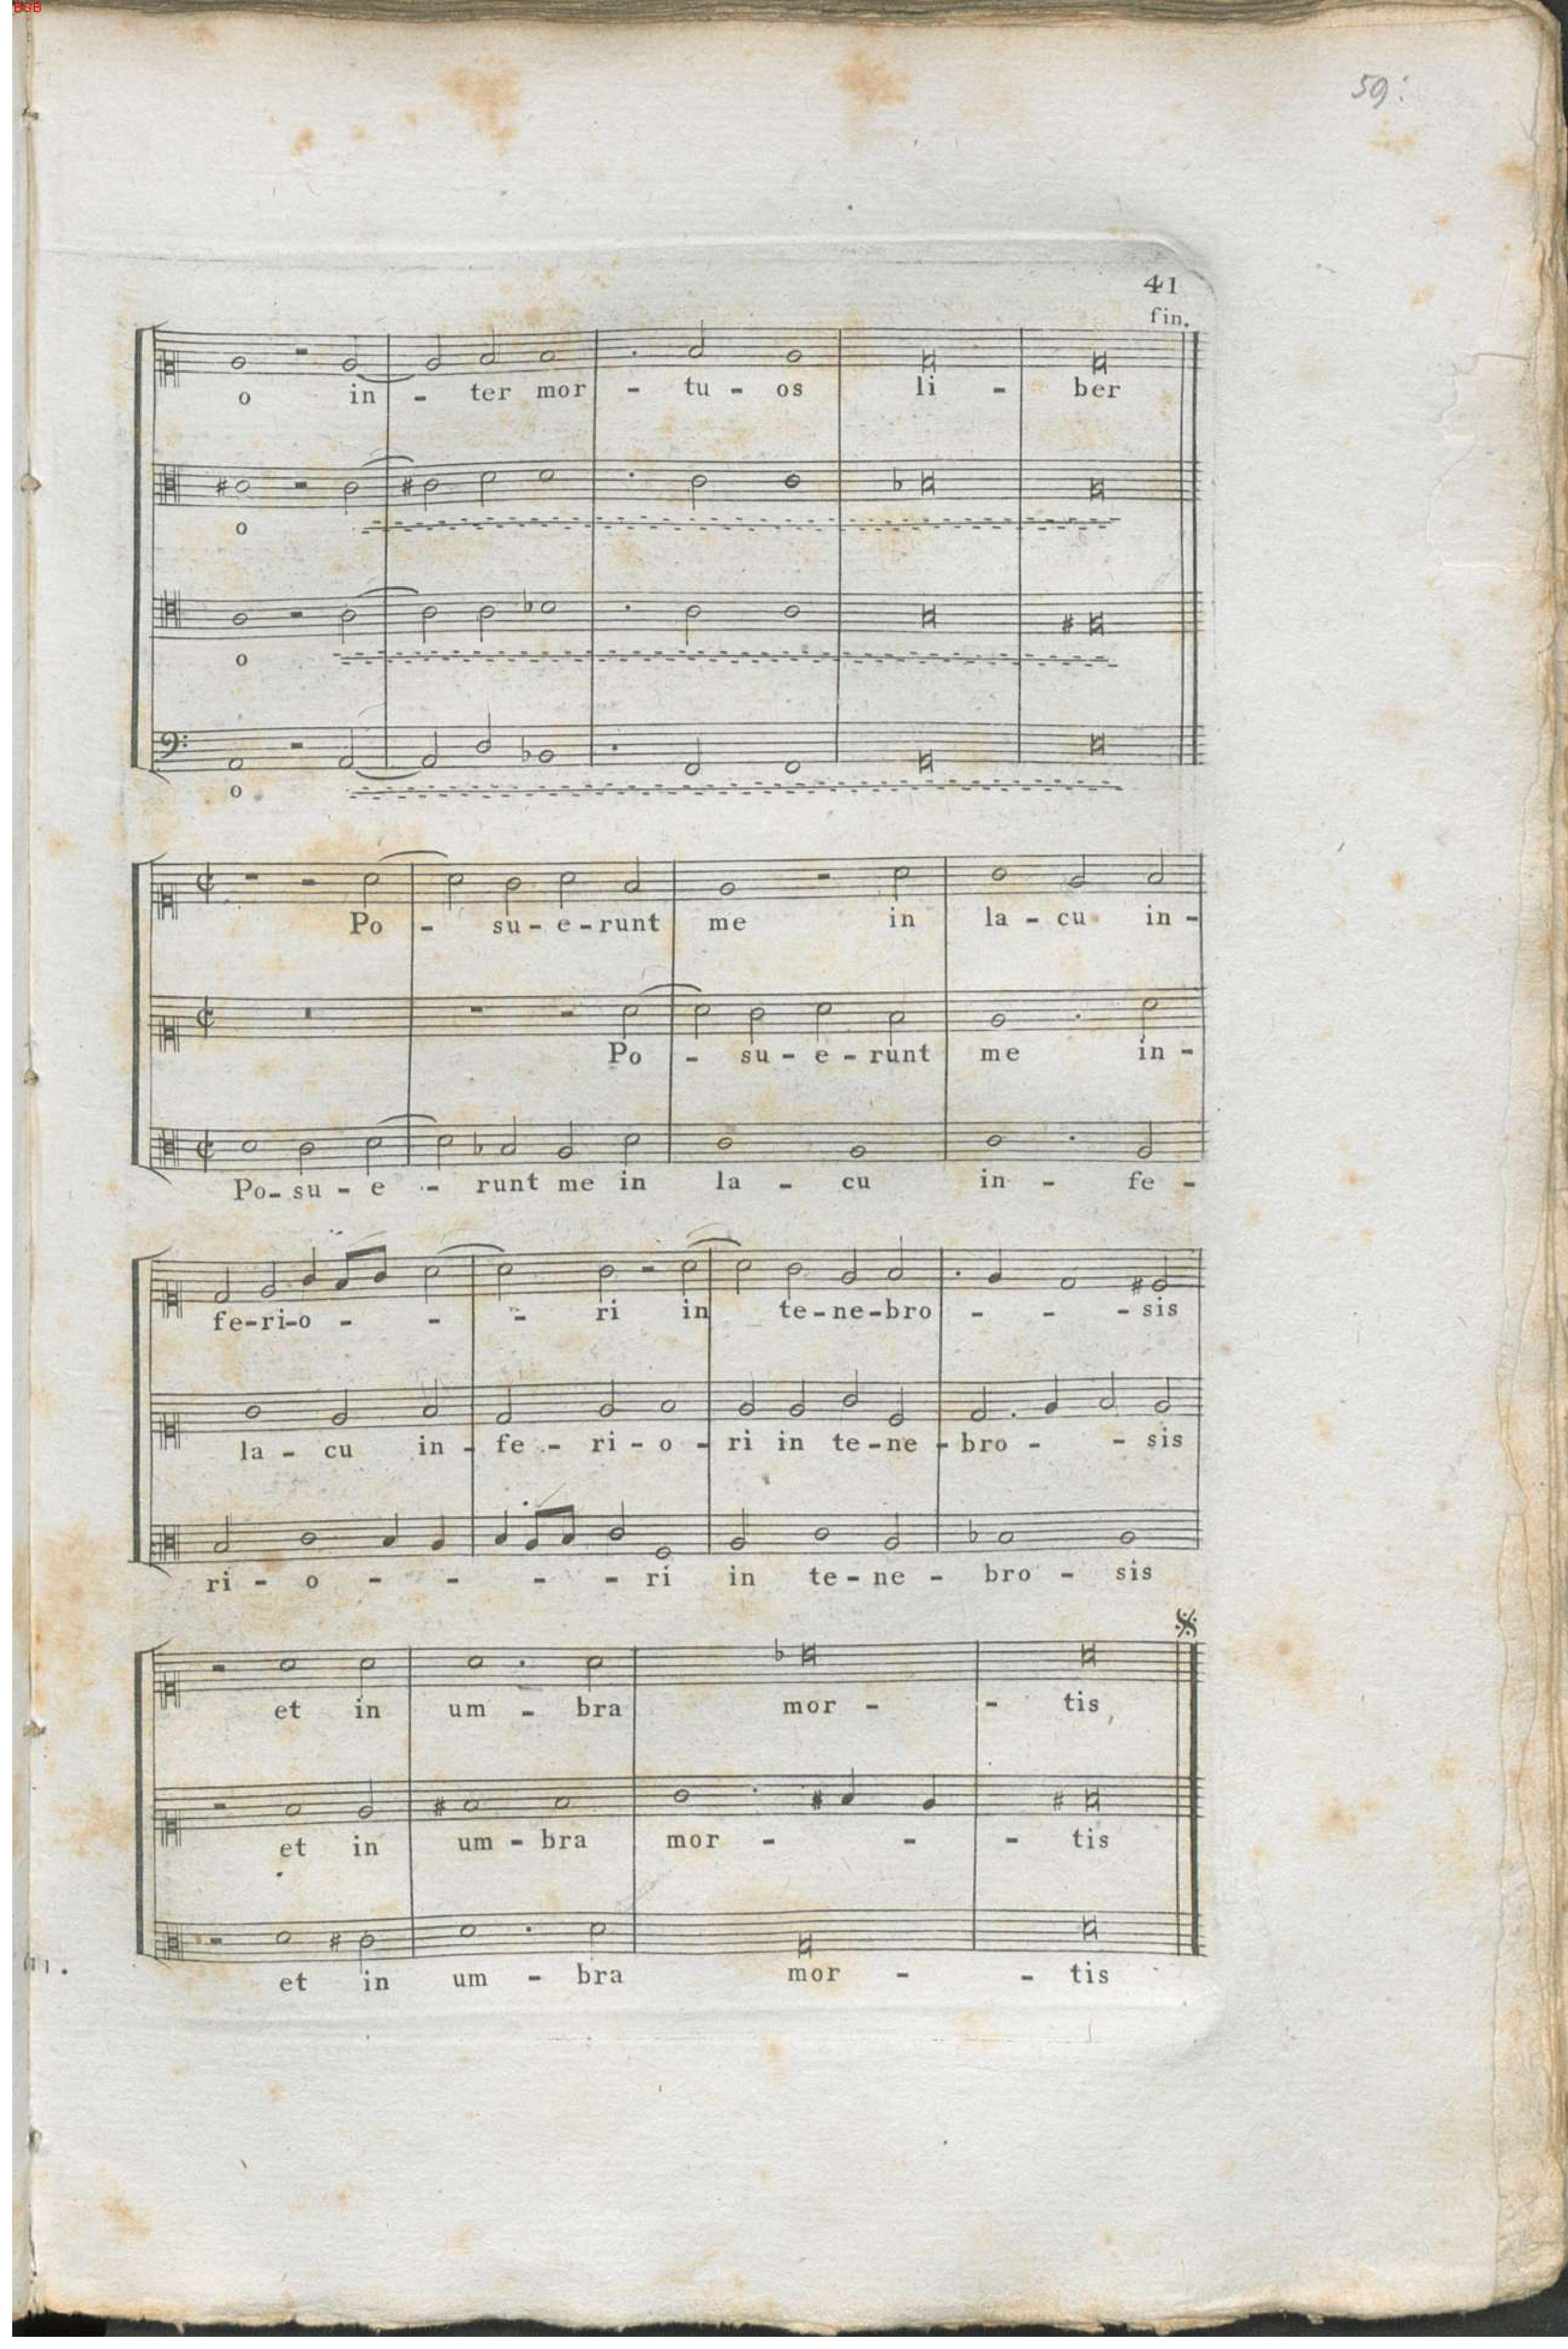 BSB
59:
41
fin.
o in - ter mor - tu - os li - ber
o
o
o
Po - su - e - runt me in la - cu in -
Po - su - e - runt me in -
Po - su - e - runt me in la - cu in - fe -
fe - ri - o - - - ri in te - ne - bro - - - sis
la - cu in - fe - ri - o - ri in te - ne - bro - - sis
ri - o - - - - ri in te - ne - bro - sis
et in um - bra mor - - tis,
et in um - bra mor - - - tis
et in um - bra mor - - tis